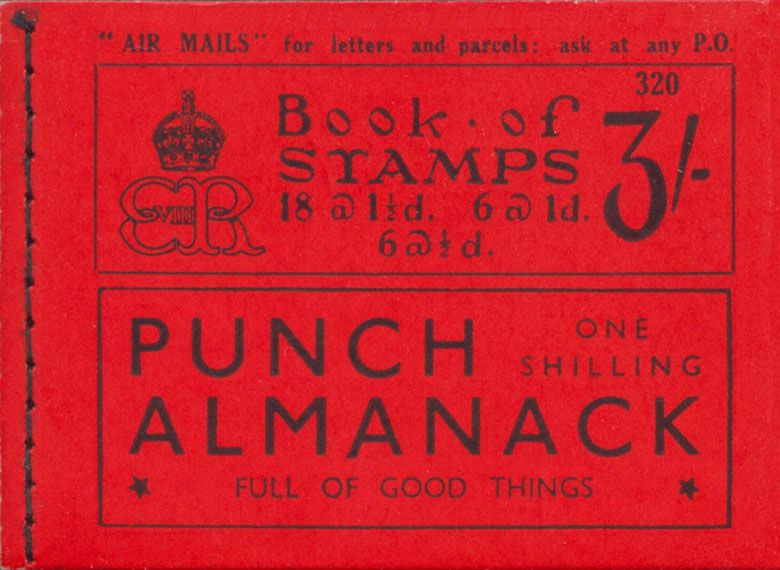 "AIR MAILS" for letters and parcels: ask at any P.O.
320
EVIIIR
Book · of
STAMPS
3/-
18 @ 1½d. 6 @ 1d.
6 @ ½d.
PUNCH
ONE
SHILLING
ALMANACK
★ FULL OF GOOD THINGS ★